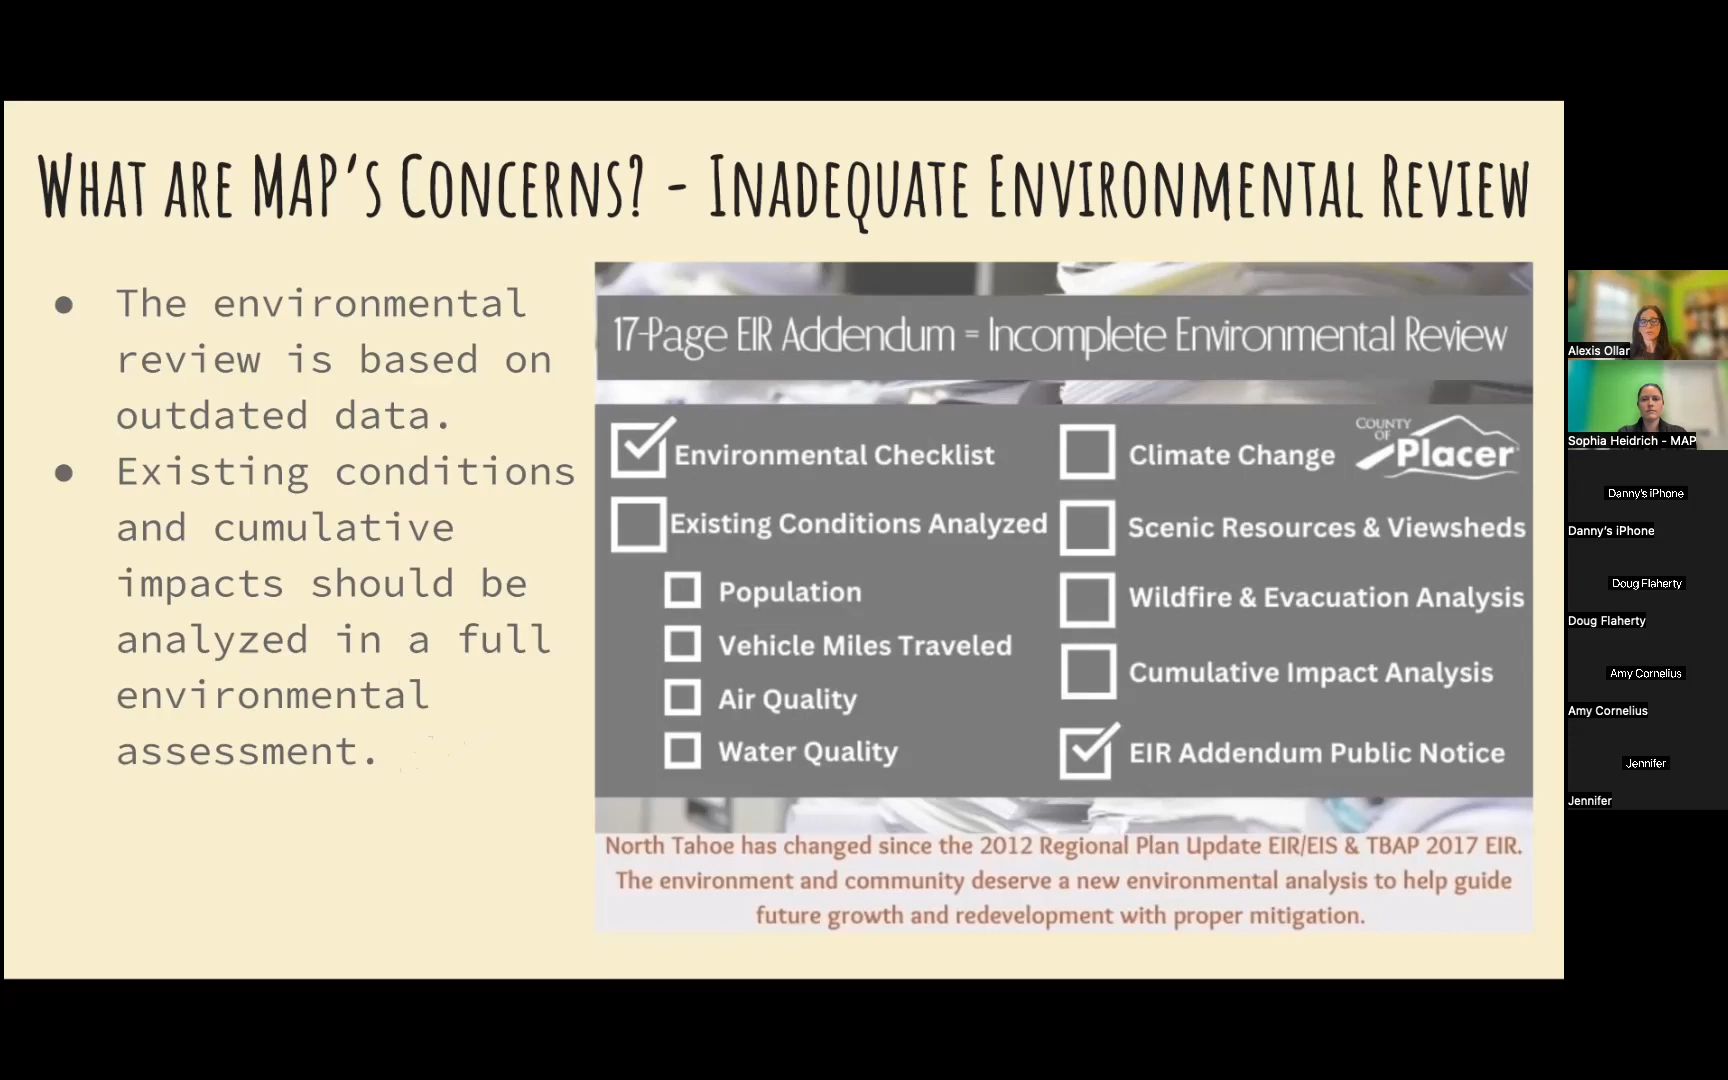 WHAT ARE MAP'S CONCERNS? - INADEQUATE ENVIRONMENTAL REVIEW
● The environmental
review is based on
outdated data.
● Existing conditions
and cumulative
impacts should be
analyzed in a full
environmental
assessment.
17-Page EIR Addendum = Incomplete Environmental Review
Environmental Checklist
Existing Conditions Analyzed
Population
Vehicle Miles Traveled
Air Quality
Water Quality
Climate Change
COUNTY
OF
Placer
Scenic Resources & Viewsheds
Wildfire & Evacuation Analysis
Cumulative Impact Analysis
EIR Addendum Public Notice
North Tahoe has changed since the 2012 Regional Plan Update EIR/EIS & TBAP 2017 EIR.
The environment and community deserve a new environmental analysis to help guide
future growth and redevelopment with proper mitigation.
Alexis Ollar
Sophia Heidrich - MAP
Danny's iPhone
Danny's iPhone
Doug Flaherty
Doug Flaherty
Amy Cornelius
Amy Cornelius
Jennifer
Jennifer